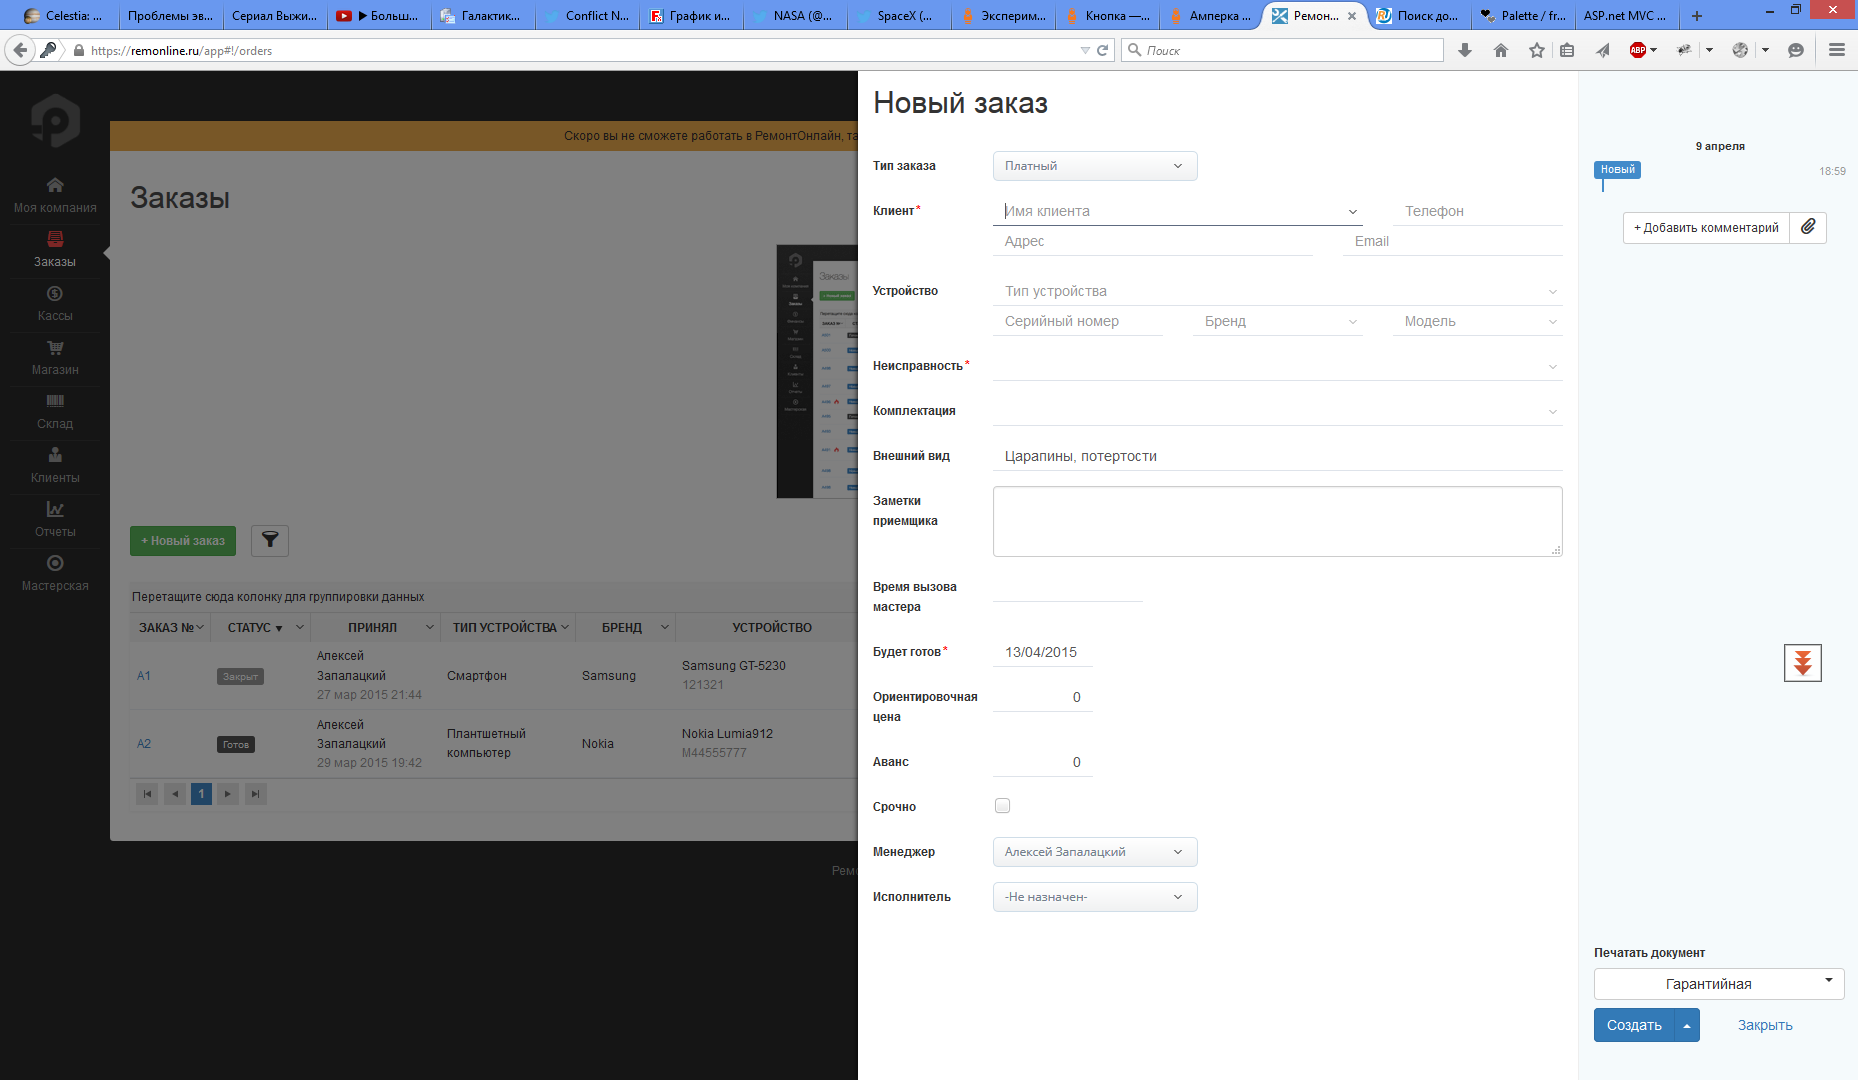 Celestia: ...
Проблемы эв...
Сериал Выжи...
▶ Больш...
Галактик...
Conflict N...
График и...
NASA (@...
SpaceX (...
Эксперим...
Кнопка —...
Амперка ...
Ремон...
Поиск до...
Palette / fr...
ASP.net MVC ...
https://remonline.ru/app#!/orders
Поиск
ABP
Скоро вы не сможете работать в РемонтОнлайн, та
Моя компания
Заказы
Кассы
Магазин
Склад
Клиенты
Отчеты
Мастерская
Заказы
+ Новый заказ
Перетащите сюда колонку для группировки данных
ЗАКАЗ № СТАТУС ▼ ПРИНЯЛ ТИП УСТРОЙСТВА БРЕНД УСТРОЙСТВО
A1 Закрыт Алексей Запалацкий 27 мар 2015 21:44 Смартфон Samsung Samsung GT-5230 121321
A2 Готов Алексей Запалацкий 29 мар 2015 19:42 Плантшетный компьютер Nokia Nokia Lumia912 M44555777
1
Ремо
Новый заказ
Тип заказа Платный
Клиент* Имя клиента Телефон
Адрес Email
Устройство Тип устройства
Серийный номер Бренд Модель
Неисправность*
Комплектация
Внешний вид Царапины, потертости
Заметки
приемщика
Время вызова
мастера
Будет готов* 13/04/2015
Ориентировочная
цена 0
Аванс 0
Срочно
Менеджер Алексей Запалацкий
Исполнитель -Не назначен-
9 апреля
Новый 18:59
+ Добавить комментарий
Печатать документ
Гарантийная
Создать Закрыть